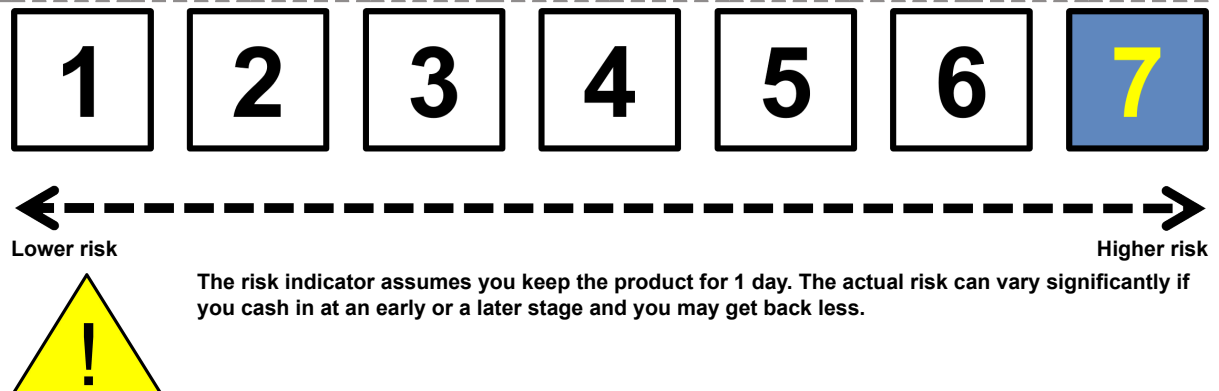 1 2 3 4 5 6 7
Lower risk Higher risk
The risk indicator assumes you keep the product for 1 day. The actual risk can vary significantly if
you cash in at an early or a later stage and you may get back less.
!